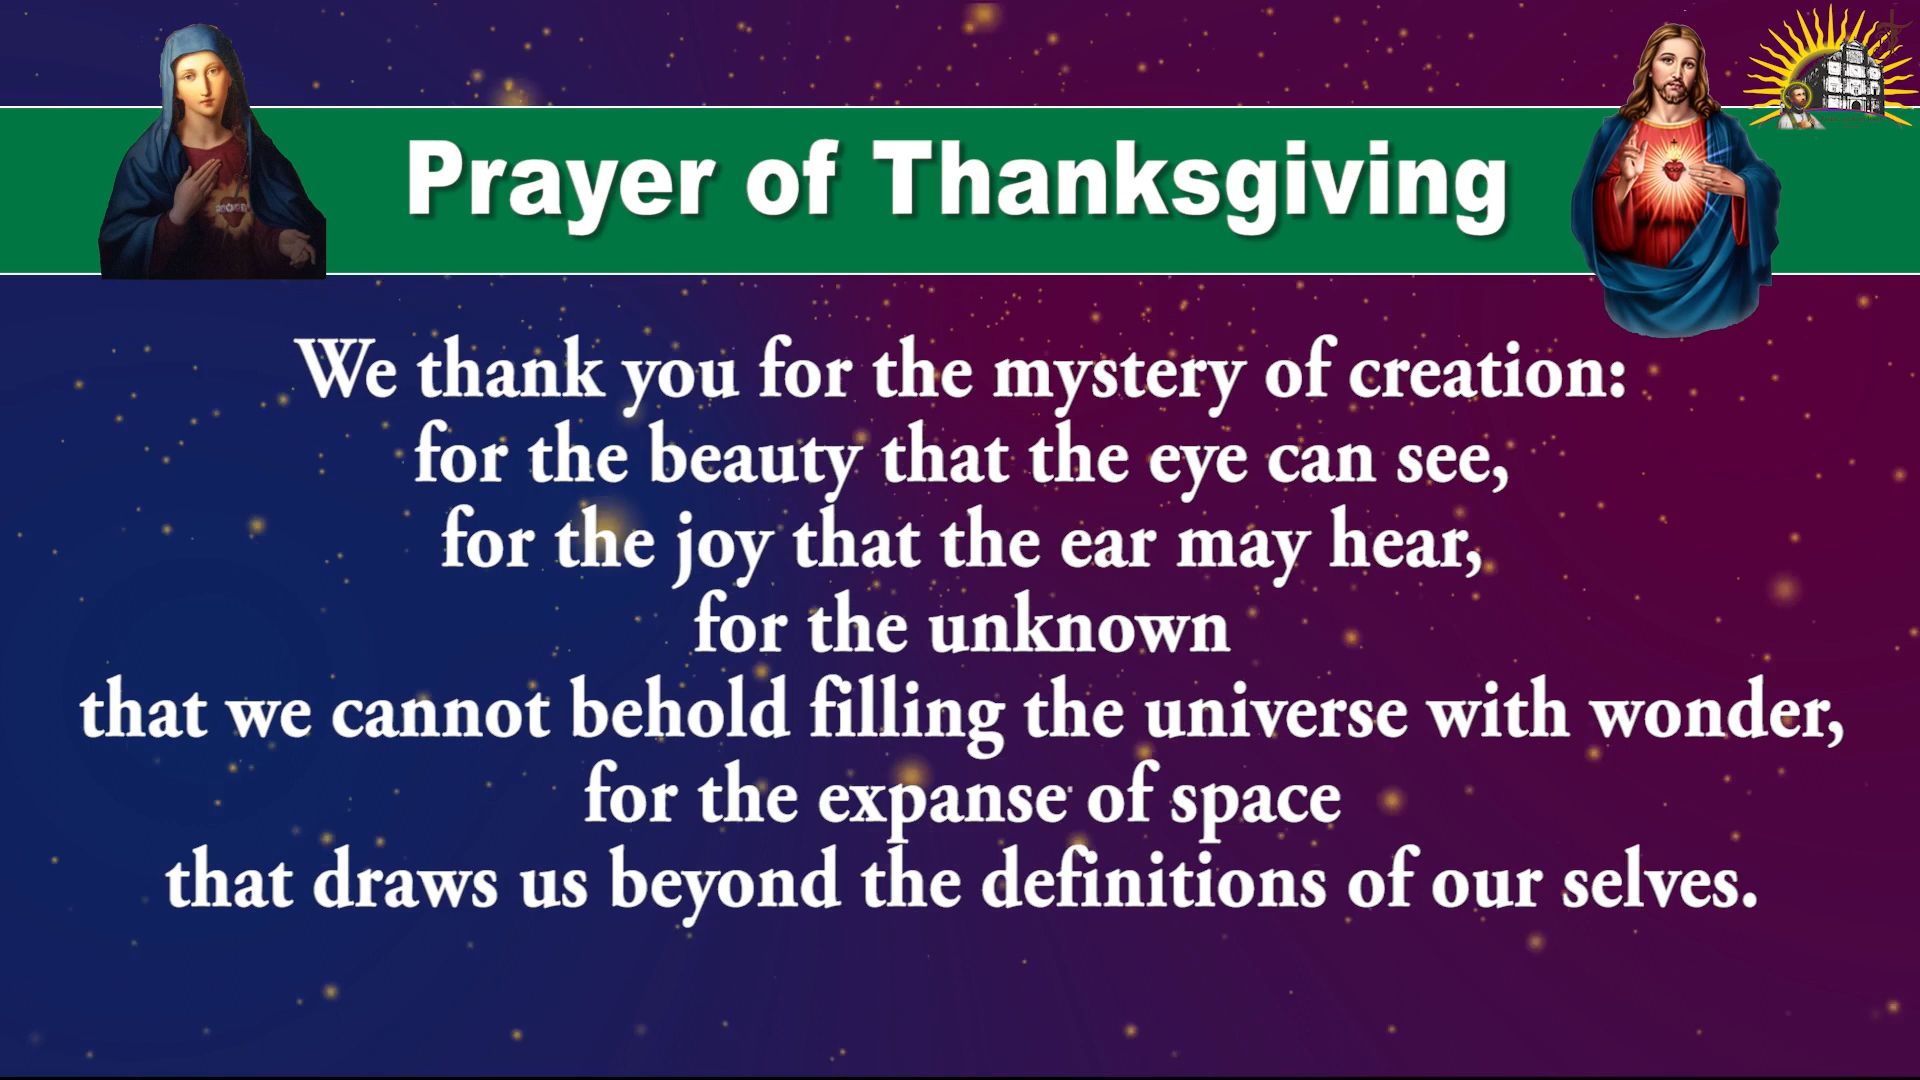 Prayer of Thanksgiving
We thank you for the mystery of creation:
for the beauty that the eye can see,
for the joy that the ear may hear,
for the unknown
that we cannot behold filling the universe with wonder,
for the expanse of space
that draws us beyond the definitions of our selves.